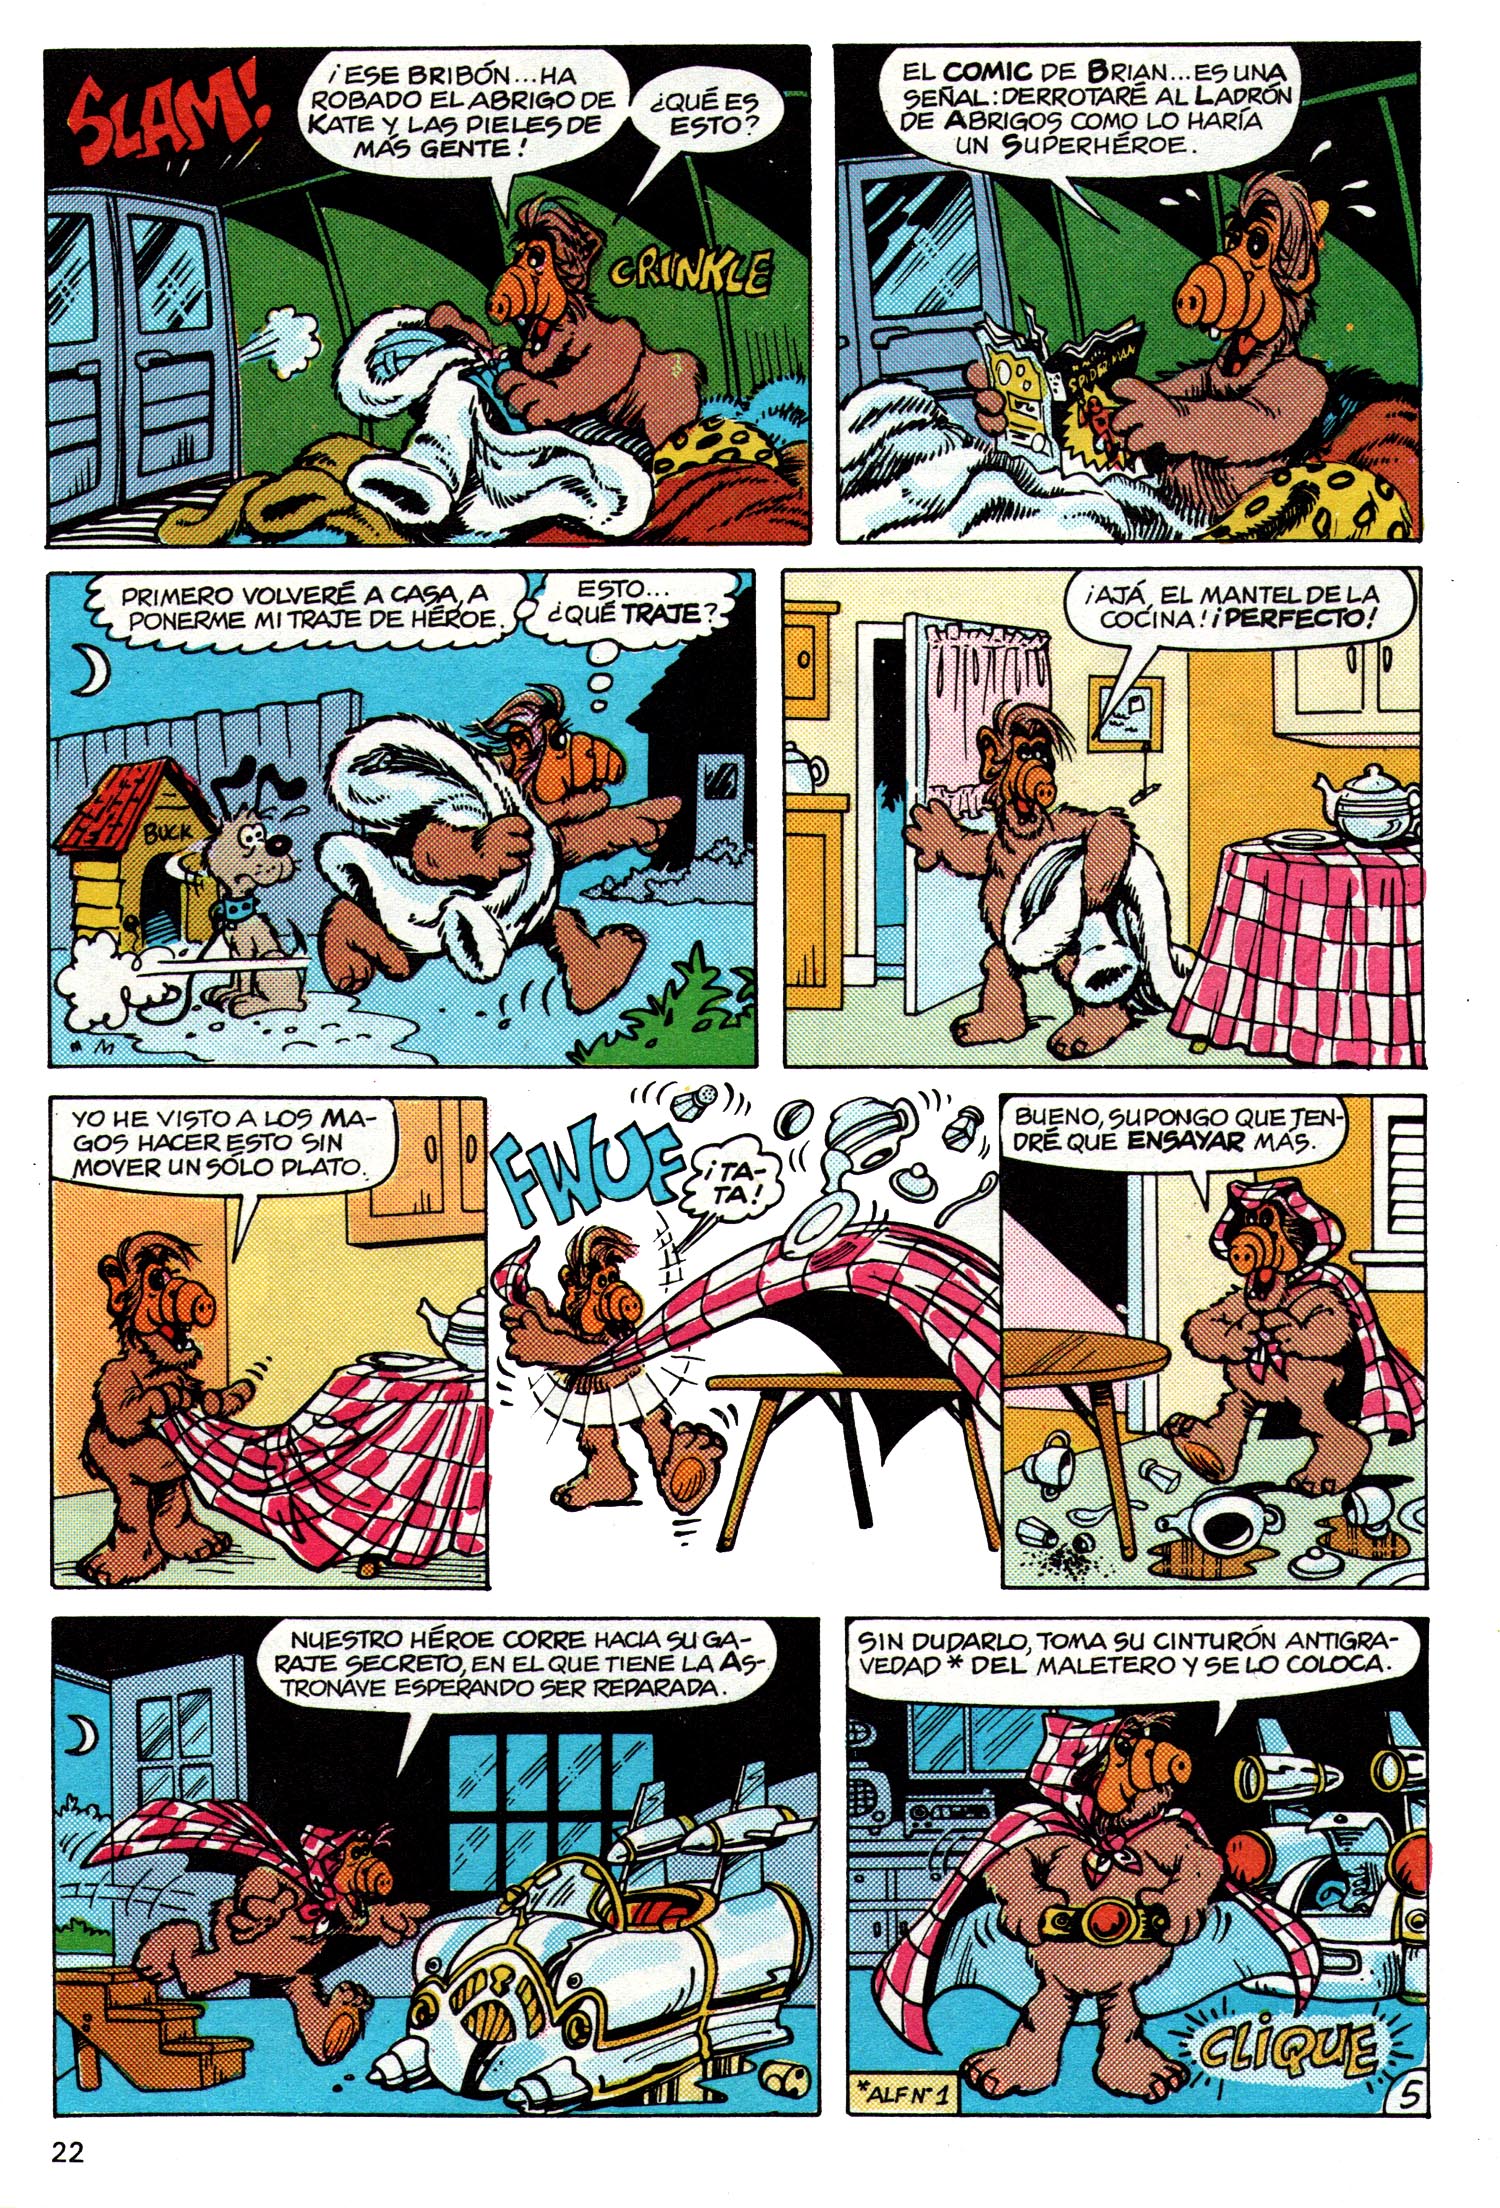 SLAM!
¡ESE BRIBÓN...HA
ROBADO EL ABRIGO DE
KATE Y LAS PIELES DE
MÁS GENTE!
¿QUÉ ES
ESTO?
CRINKLE
EL COMIC DE BRIAN...ES UNA
SEÑAL: DERROTARÉ AL LADRÓN
DE ABRIGOS COMO LO HARÍA
UN SUPERHÉROE.
SPIDERMAN
PRIMERO VOLVERÉ A CASA, A
PONERME MI TRAJE DE HÉROE.
ESTO...
¿QUÉ TRAJE?
BUCK
¡AJÁ, EL MANTEL DE LA
COCINA! ¡PERFECTO!
YO HE VISTO A LOS MA-
GOS HACER ESTO SIN
MOVER UN SÓLO PLATO.
FWUF
¡TA-
TA!
BUENO, SUPONGO QUE TEN-
DRÉ QUE ENSAYAR MÁS.
NUESTRO HÉROE CORRE HACIA SU GA-
RAJE SECRETO, EN EL QUE TIENE LA AS-
TRONAVE ESPERANDO SER REPARADA.
SIN DUDARLO, TOMA SU CINTURÓN ANTIGRA-
VEDAD * DEL MALETERO Y SE LO COLOCA.
CLIQUE
*ALF Nº 1
5
22